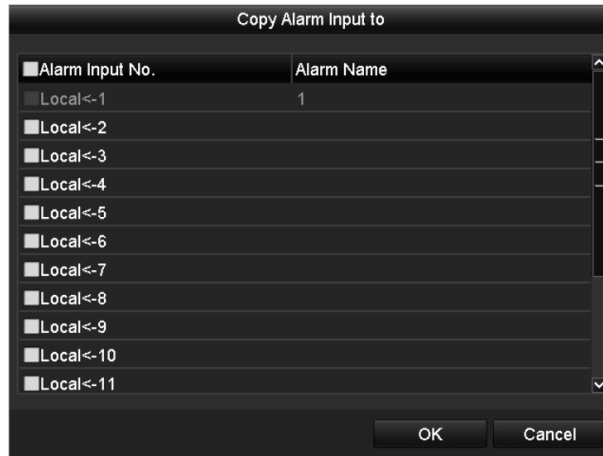 Copy Alarm Input to
Alarm Input No. Alarm Name
Local<-1 1
Local<-2
Local<-3
Local<-4
Local<-5
Local<-6
Local<-7
Local<-8
Local<-9
Local<-10
Local<-11
OK Cancel